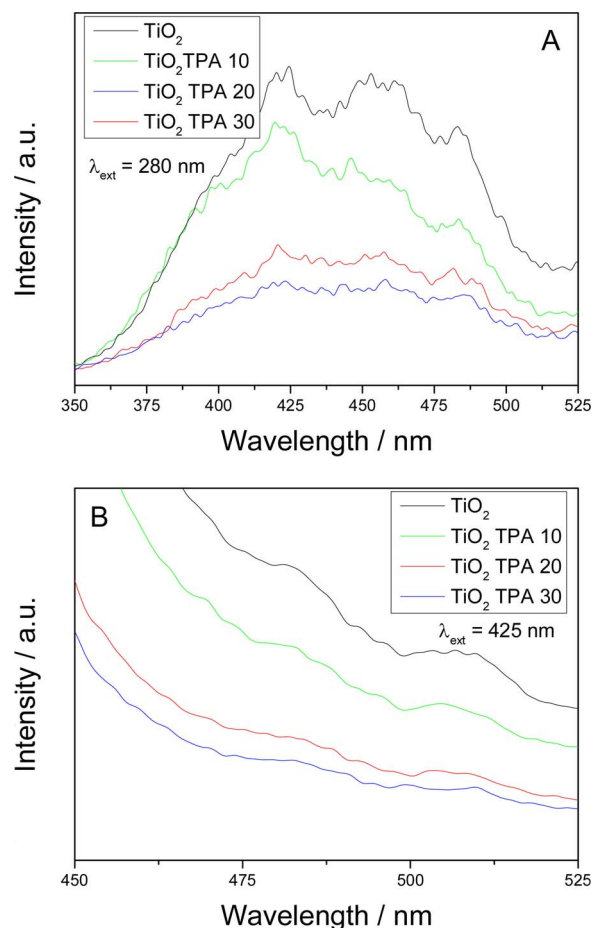 A
TiO₂
TiO₂TPA 10
TiO₂ TPA 20
TiO₂ TPA 30
λext = 280 nm
Intensity / a.u.
350 375 400 425 450 475 500 525
Wavelength / nm
B
TiO₂
TiO₂ TPA 10
TiO₂ TPA 20
TiO₂ TPA 30
λext = 425 nm
Intensity / a.u.
450 475 500 525
Wavelength / nm